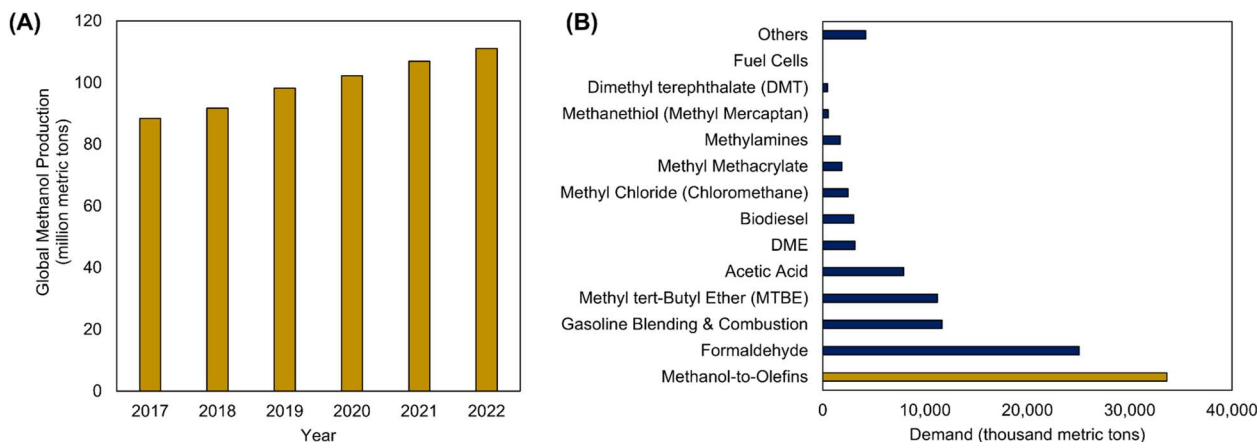 (A)
Global Methanol Production
(million metric tons)
120
100
80
60
40
20
0
2017 2018 2019 2020 2021 2022
Year
(B)
Others
Fuel Cells
Dimethyl terephthalate (DMT)
Methanethiol (Methyl Mercaptan)
Methylamines
Methyl Methacrylate
Methyl Chloride (Chloromethane)
Biodiesel
DME
Acetic Acid
Methyl tert-Butyl Ether (MTBE)
Gasoline Blending & Combustion
Formaldehyde
Methanol-to-Olefins
0 10,000 20,000 30,000 40,000
Demand (thousand metric tons)